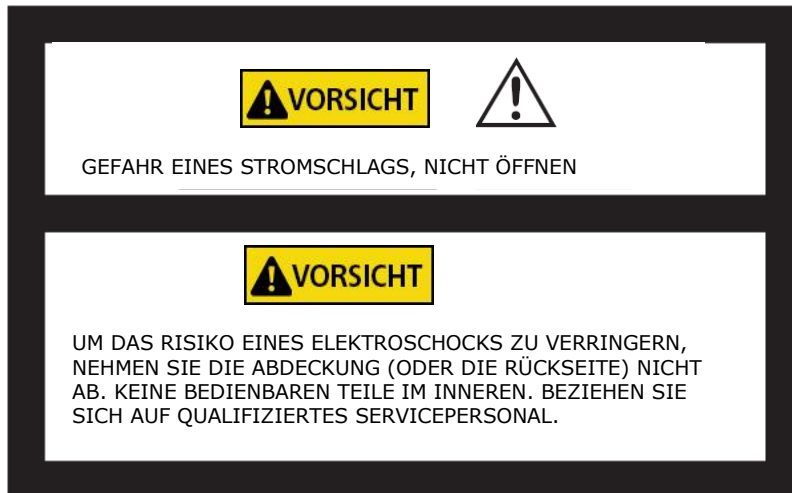 VORSICHT
GEFAHR EINES STROMSCHLAGS, NICHT ÖFFNEN
VORSICHT
UM DAS RISIKO EINES ELEKTROSCHOCKS ZU VERRINGERN,
NEHMEN SIE DIE ABDECKUNG (ODER DIE RÜCKSEITE) NICHT
AB. KEINE BEDIENBAREN TEILE IM INNEREN. BEZIEHEN SIE
SICH AUF QUALIFIZIERTES SERVICEPERSONAL.